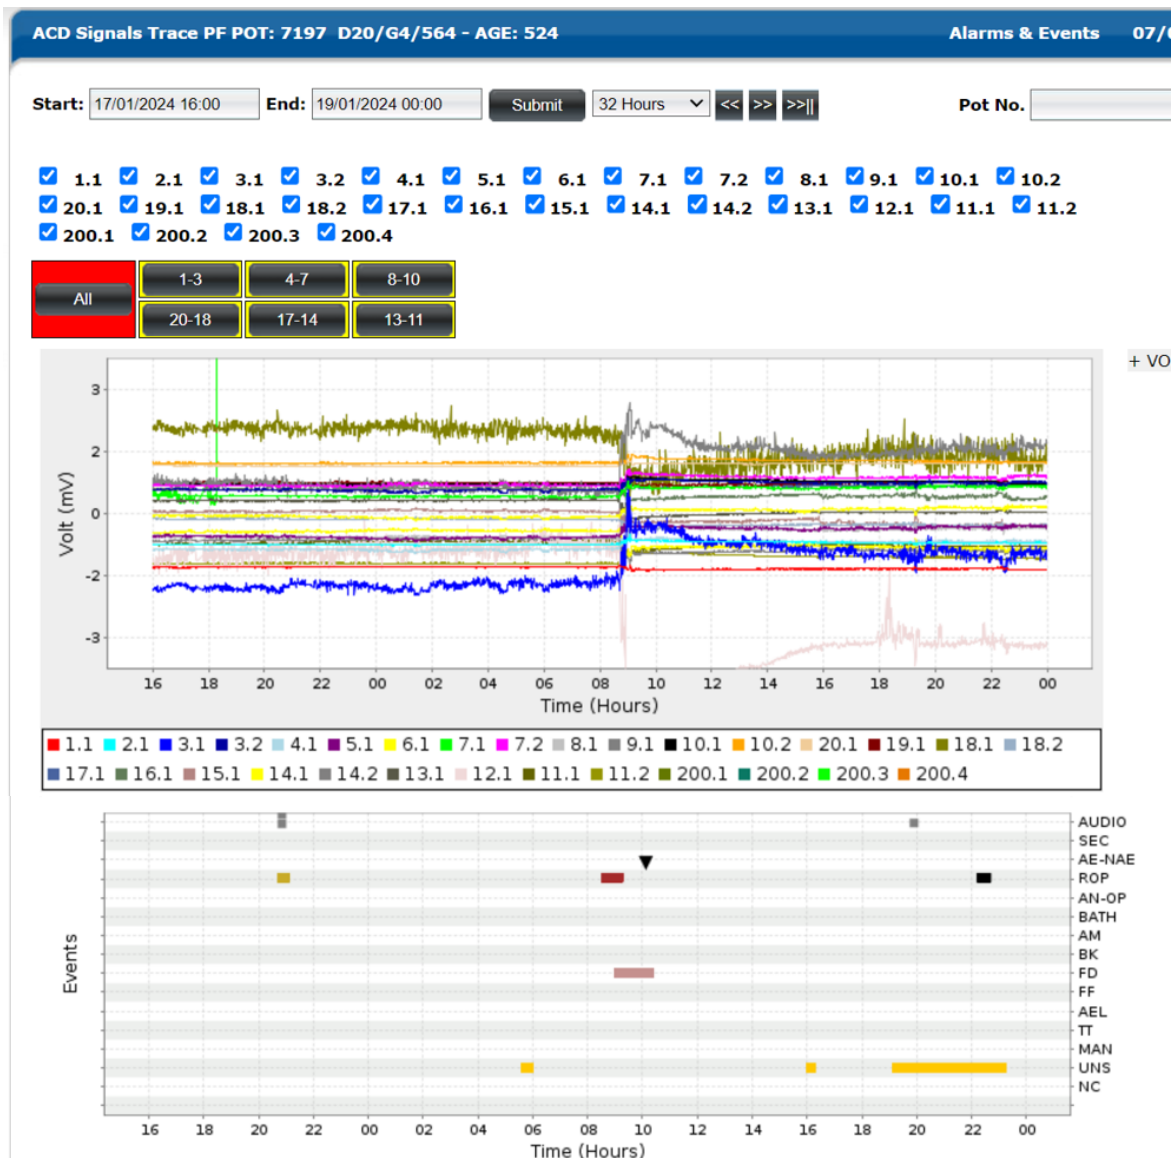 ACD Signals Trace PF POT: 7197 D20/G4/564 - AGE: 524 Alarms & Events 07/
Start: 17/01/2024 16:00 End: 19/01/2024 00:00 Submit 32 Hours << >> >>|| Pot No.
1.1 2.1 3.1 3.2 4.1 5.1 6.1 7.1 7.2 8.1 9.1 10.1 10.2
20.1 19.1 18.1 18.2 17.1 16.1 15.1 14.1 14.2 13.1 12.1 11.1 11.2
200.1 200.2 200.3 200.4
All
1-3 4-7 8-10
20-18 17-14 13-11
+ VO
Volt (mV)
3
2
0
-2
-3
16 18 20 22 00 02 04 06 08 10 12 14 16 18 20 22 00
Time (Hours)
1.1 2.1 3.1 3.2 4.1 5.1 6.1 7.1 7.2 8.1 9.1 10.1 10.2 20.1 19.1 18.1 18.2
17.1 16.1 15.1 14.1 14.2 13.1 12.1 11.1 11.2 200.1 200.2 200.3 200.4
Events
AUDIO
SEC
AE-NAE
ROP
AN-OP
BATH
AM
BK
FD
FF
AEL
TT
MAN
UNS
NC
16 18 20 22 00 02 04 06 08 10 12 14 16 18 20 22 00
Time (Hours)